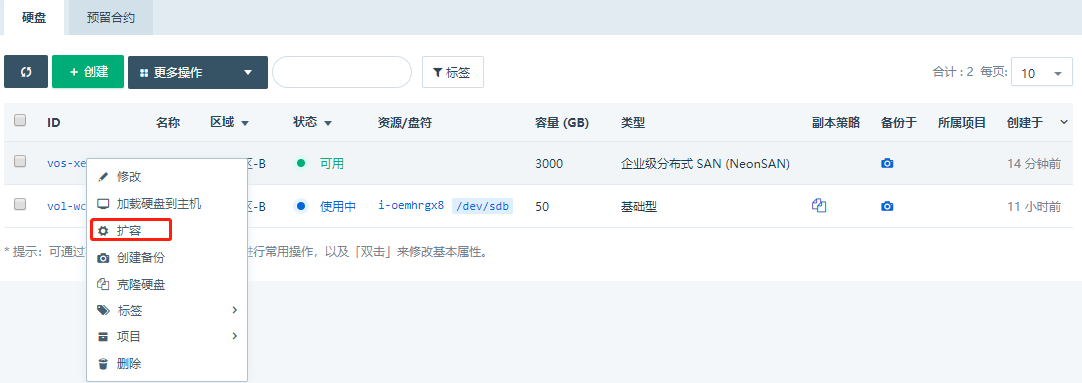 硬盘 预留合约
+ 创建 更多操作 标签 合计 : 2 每页: 10
ID 名称 区域 状态 资源/盘符 容量 (GB) 类型 副本策略 备份于 所属项目 创建于
vos-xe 区-B 可用 3000 企业级分布式 SAN (NeonSAN) 14 分钟前
修改
加载硬盘到主机
vol-wc 区-B 使用中 i-oemhrgx8 /dev/sdb 50 基础型 11 小时前
扩容
* 提示：可通过 进行常用操作，以及「双击」来修改基本属性。
创建备份
克隆硬盘
标签
项目
删除